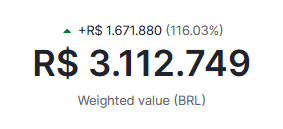 +R$ 1.671.880 (116.03%)
R$ 3.112.749
Weighted value (BRL)